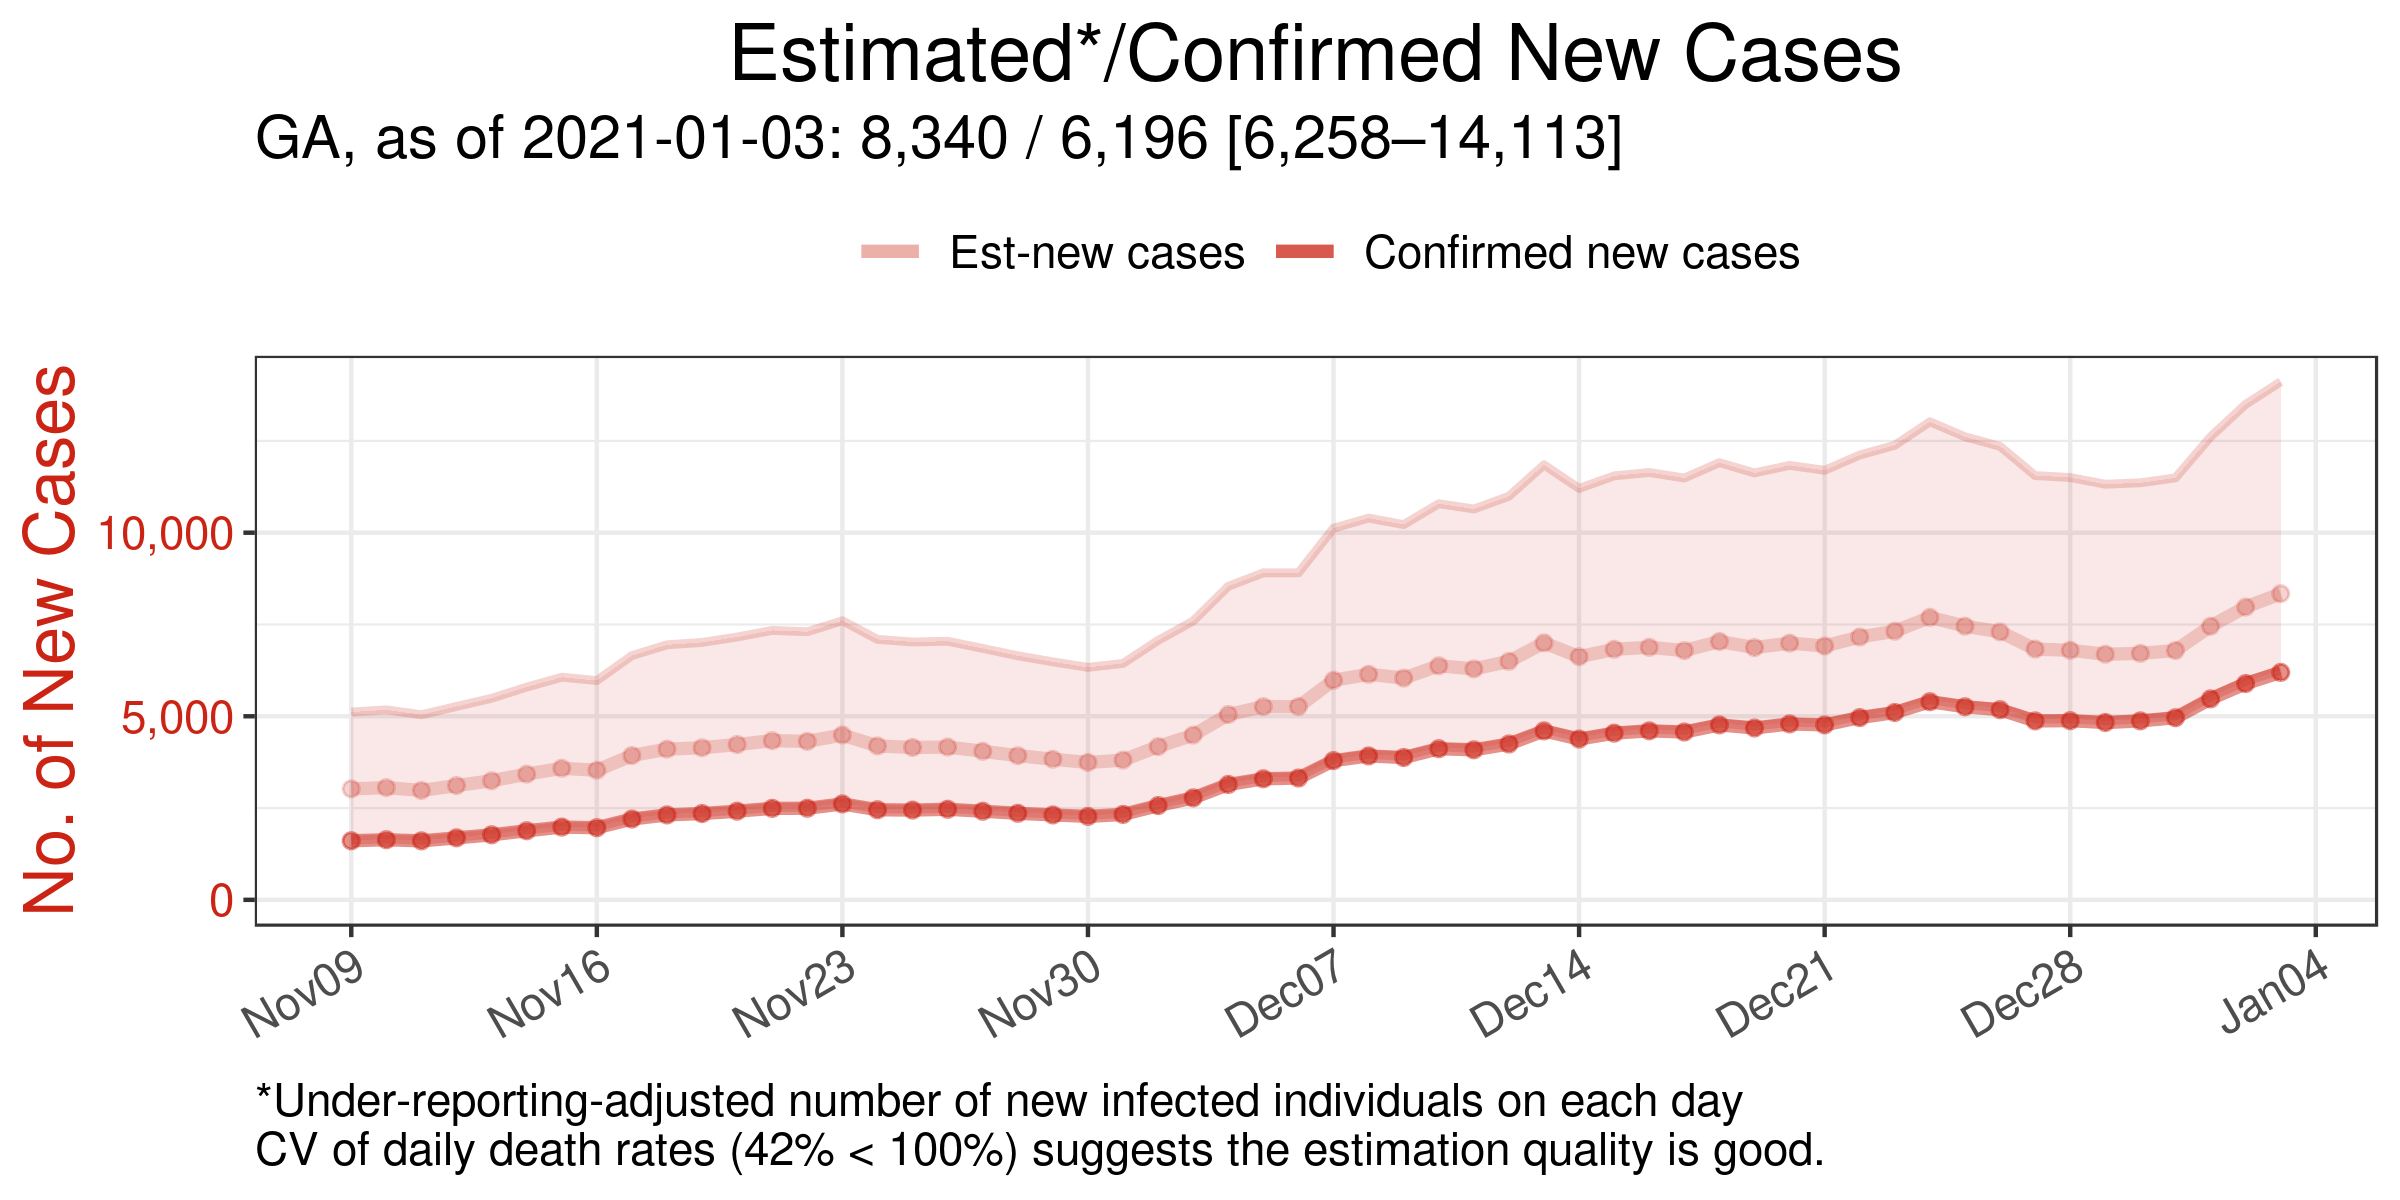 Estimated*/Confirmed New Cases
GA, as of 2021-01-03: 8,340 / 6,196 [6,258–14,113]
Est-new cases
Confirmed new cases
No. of New Cases
10,000
5,000
0
Nov09
Nov16
Nov23
Nov30
Dec07
Dec14
Dec21
Dec28
Jan04
*Under-reporting-adjusted number of new infected individuals on each day
CV of daily death rates (42% < 100%) suggests the estimation quality is good.